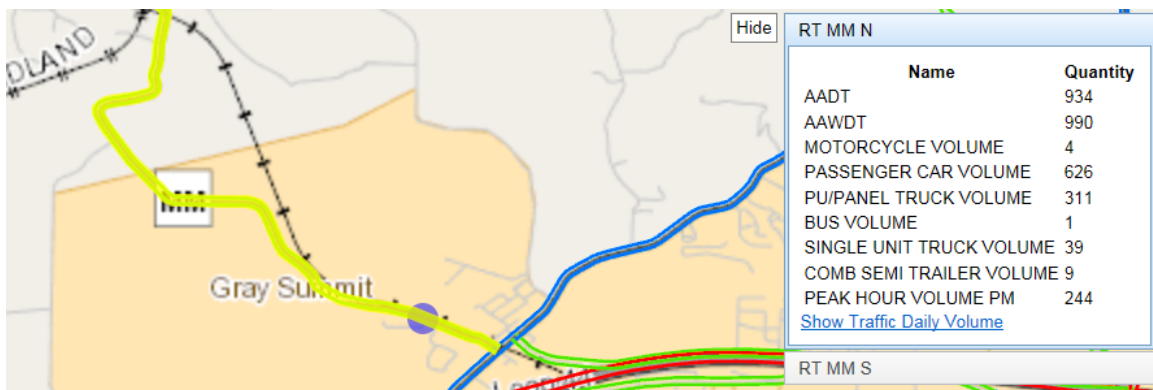 Hide
RT MM N
Name Quantity
AADT 934
AAWDT 990
MOTORCYCLE VOLUME 4
PASSENGER CAR VOLUME 626
PU/PANEL TRUCK VOLUME 311
BUS VOLUME 1
SINGLE UNIT TRUCK VOLUME 39
COMB SEMI TRAILER VOLUME 9
PEAK HOUR VOLUME PM 244
Show Traffic Daily Volume
RT MM S
DLAND
MM
Gray Summit